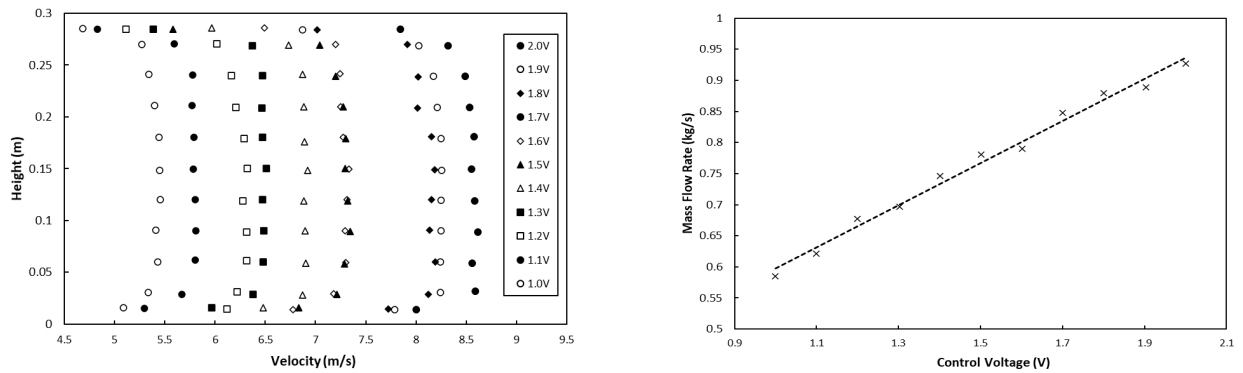 0.3
0.25
0.2
0.15
0.1
0.05
0
Height (m)
4.5 5 5.5 6 6.5 7 7.5 8 8.5 9 9.5
Velocity (m/s)
2.0V
1.9V
1.8V
1.7V
1.6V
1.5V
1.4V
1.3V
1.2V
1.1V
1.0V
1
0.95
0.9
0.85
0.8
0.75
0.7
0.65
0.6
0.55
0.5
Mass Flow Rate (kg/s)
0.9 1.1 1.3 1.5 1.7 1.9 2.1
Control Voltage (V)